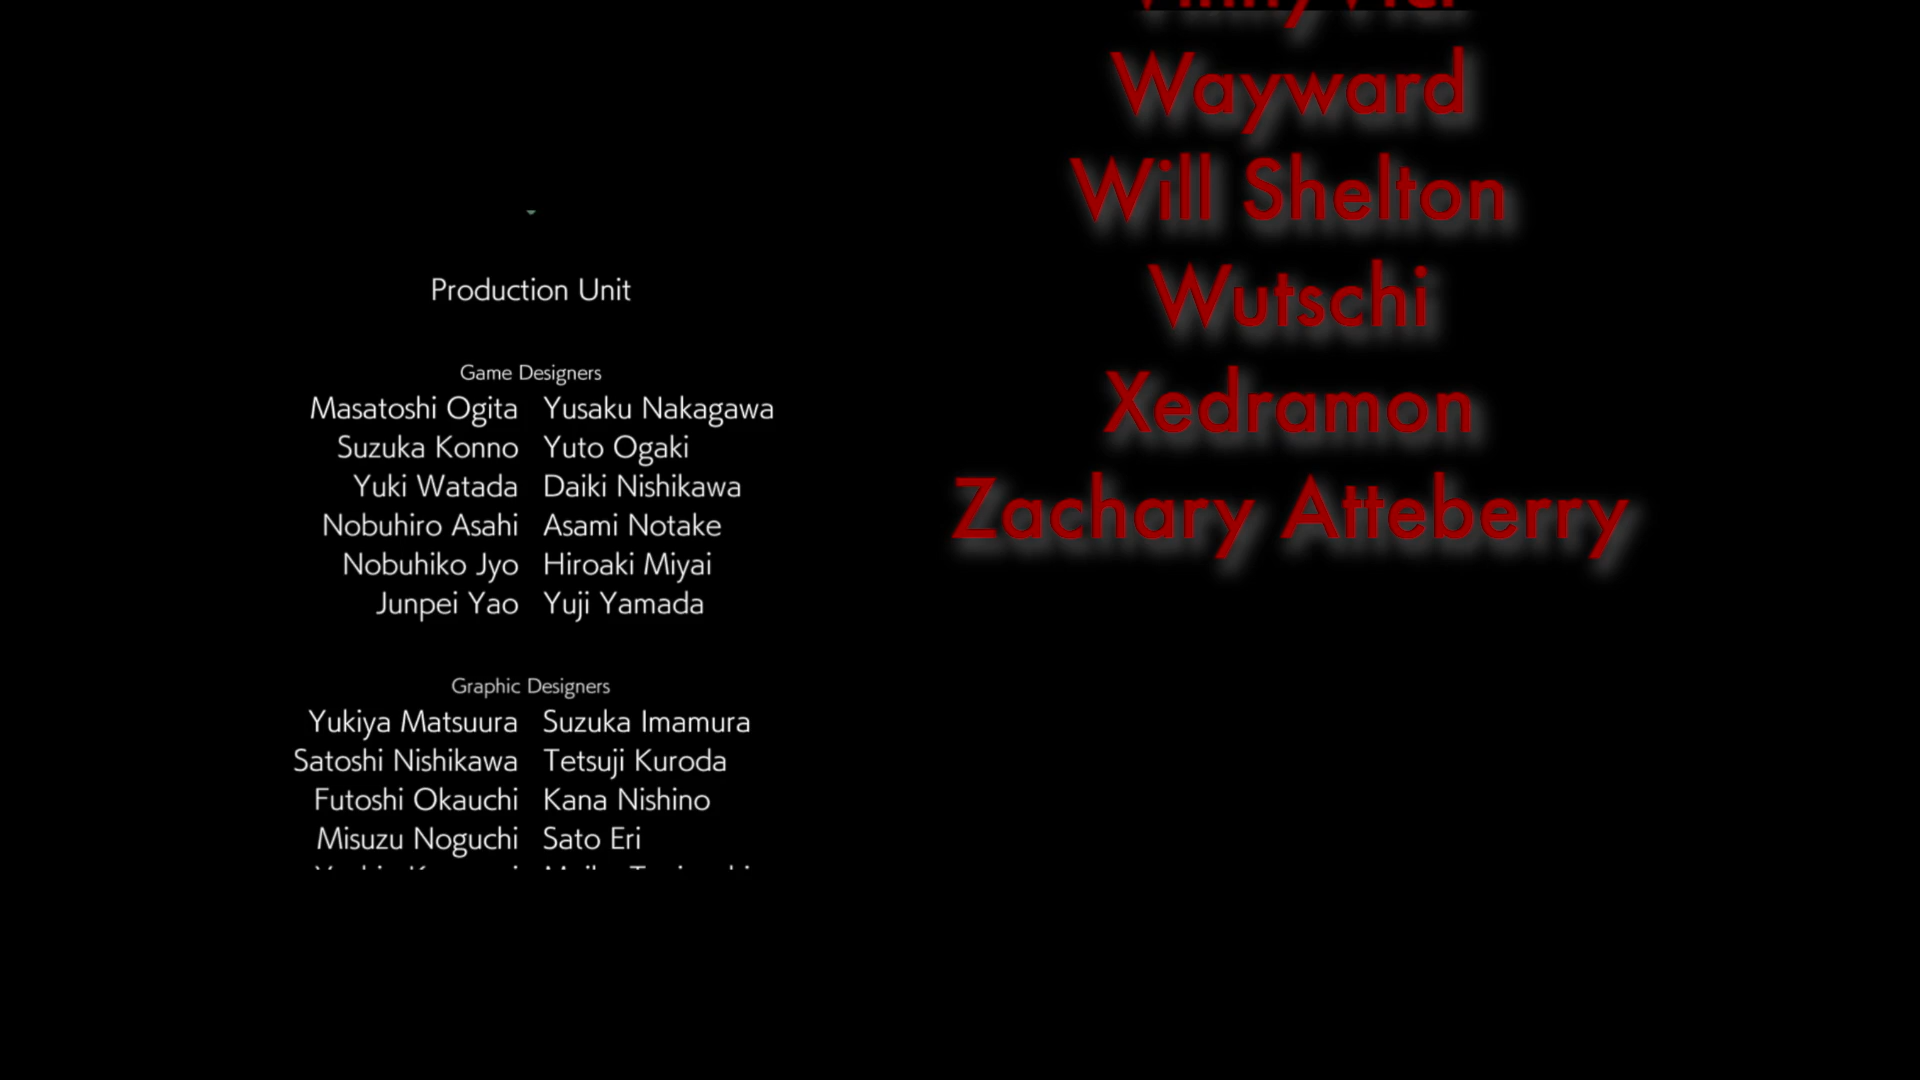 Production Unit
Game Designers
Masatoshi Ogita Yusaku Nakagawa
Suzuka Konno Yuto Ogaki
Yuki Watada Daiki Nishikawa
Nobuhiro Asahi Asami Notake
Nobuhiko Jyo Hiroaki Miyai
Junpei Yao Yuji Yamada
Graphic Designers
Yukiya Matsuura Suzuka Imamura
Satoshi Nishikawa Tetsuji Kuroda
Futoshi Okauchi Kana Nishino
Misuzu Noguchi Sato Eri
Wayward
Will Shelton
Wutschi
Xedramon
Zachary Atteberry